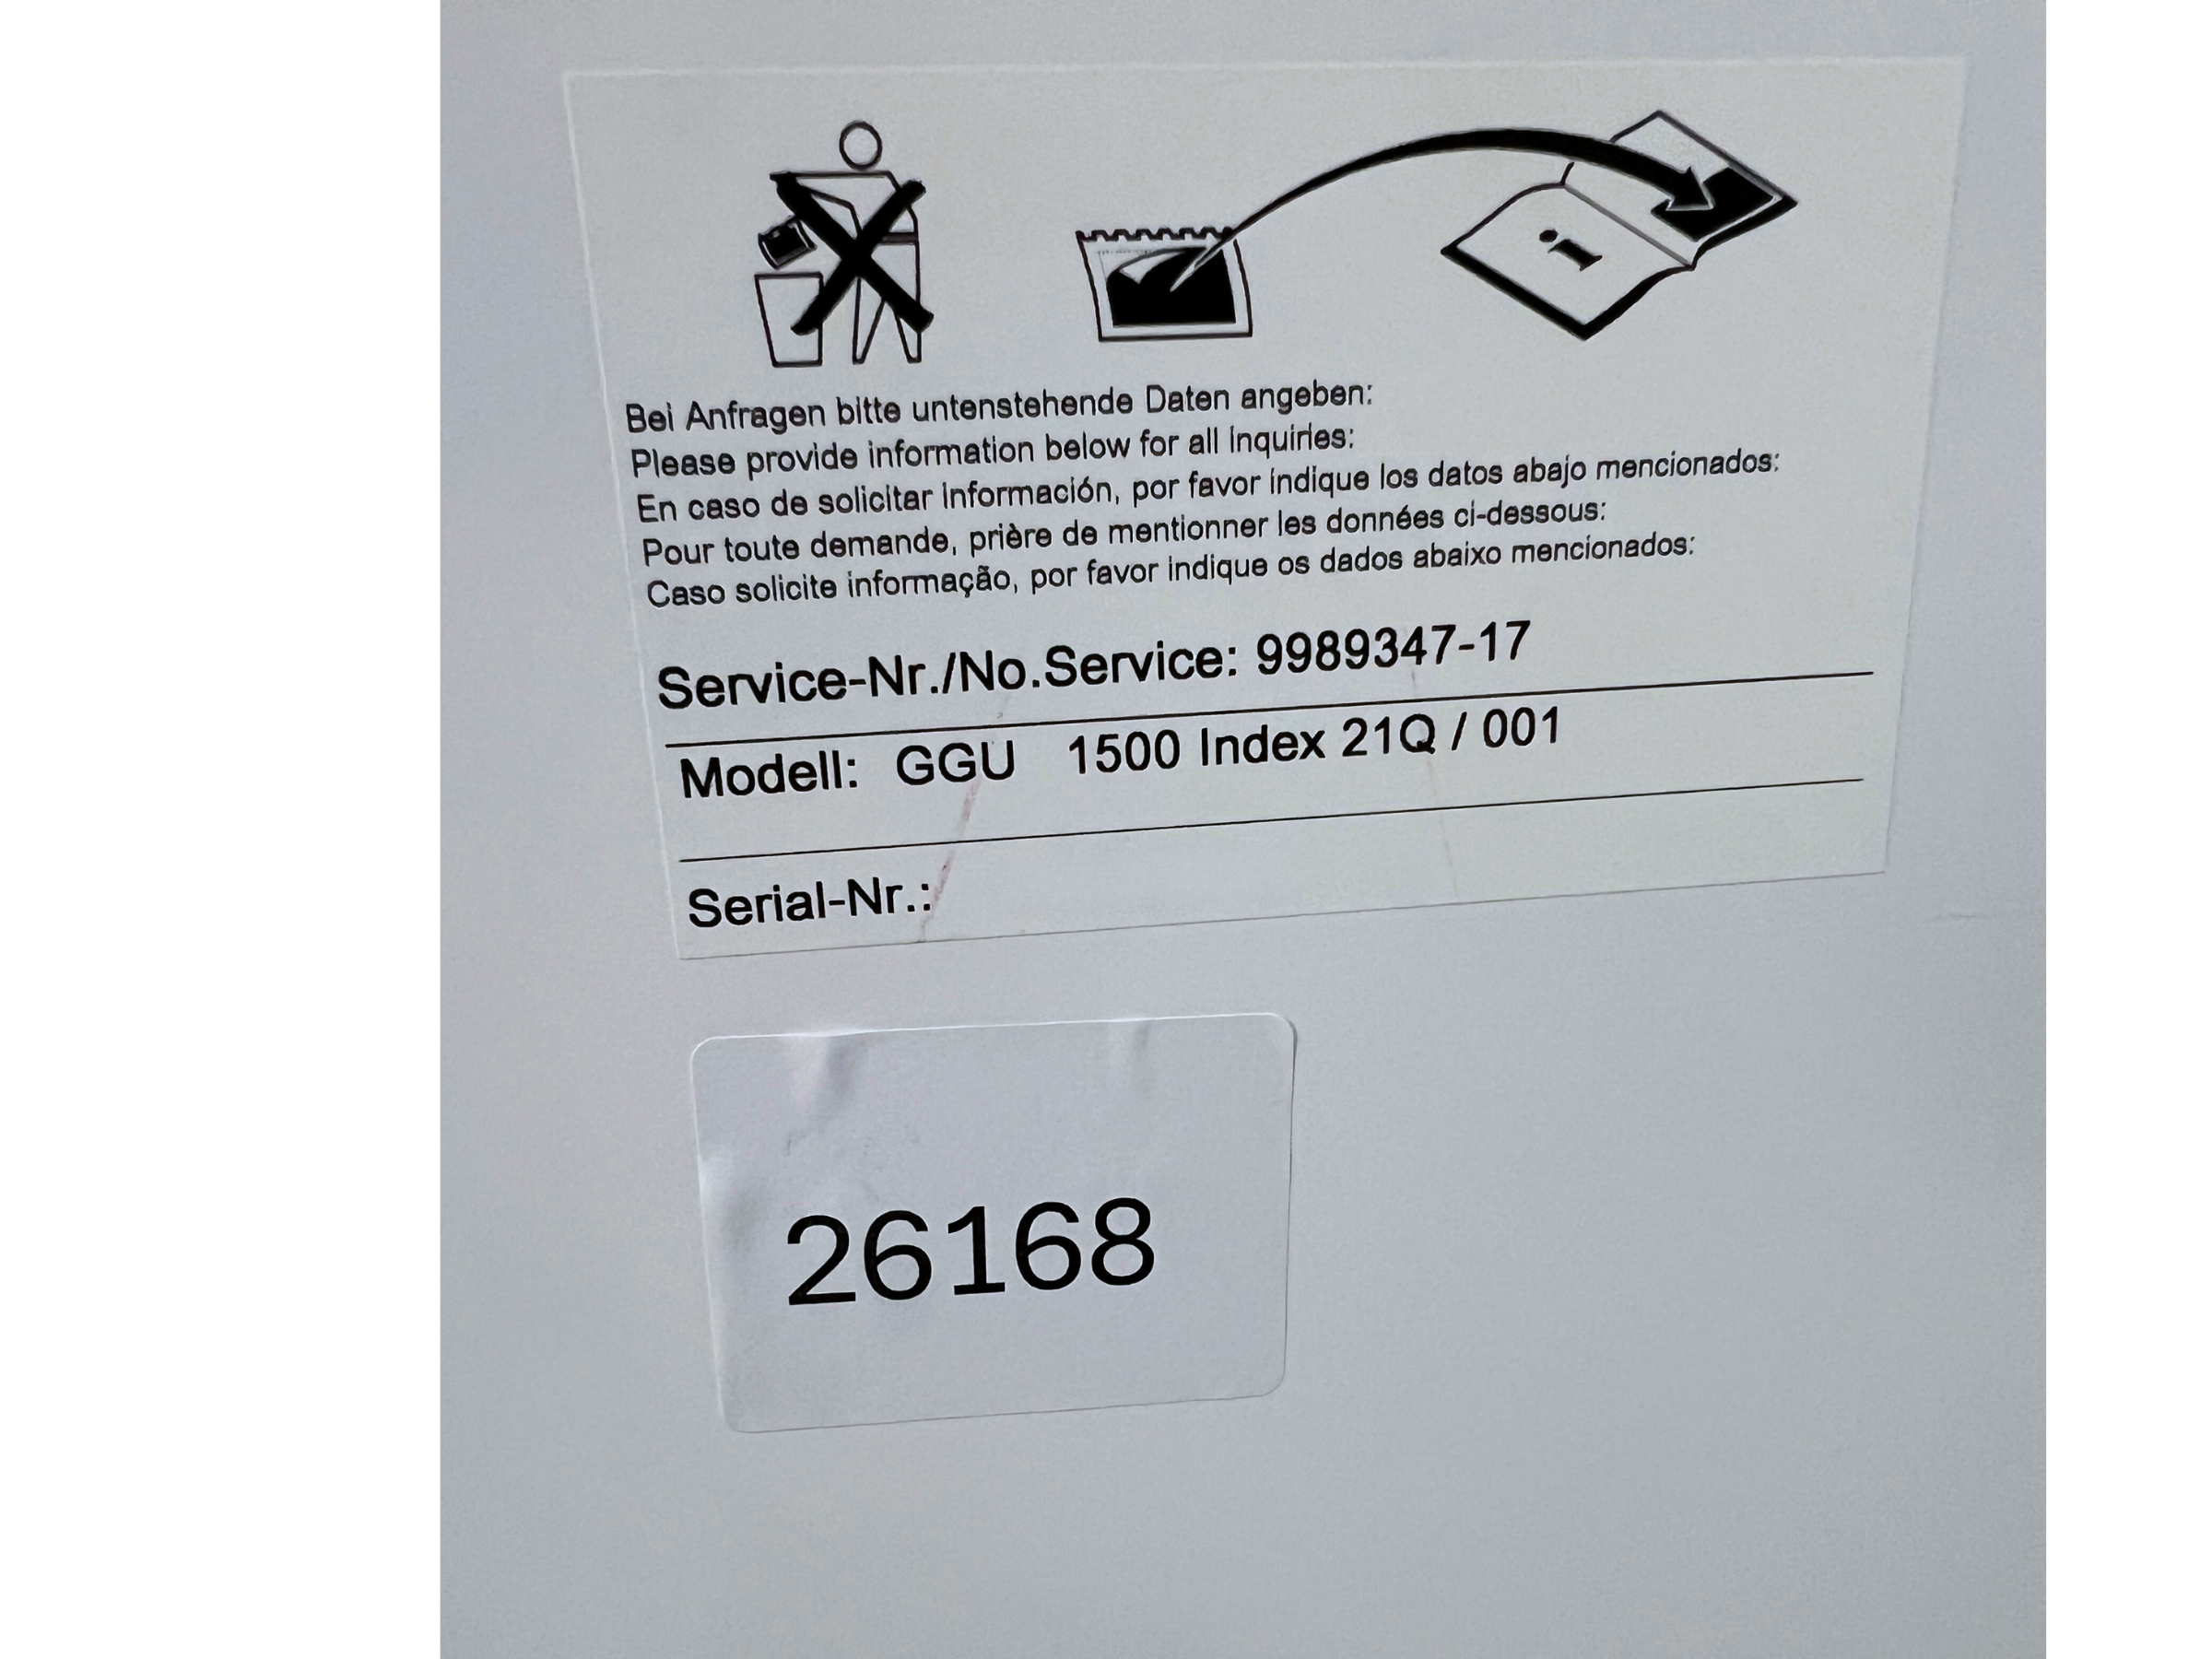 i
Bei Anfragen bitte untenstehende Daten angeben:
Please provide information below for all inquiries:
En caso de solicitar información, por favor indique los datos abajo mencionados:
Pour toute demande, prière de mentionner les données ci-dessous:
Caso solicite informação, por favor indique os dados abaixo mencionados:
Service-Nr./No.Service: 9989347-17
Modell: GGU 1500 Index 21Q / 001
Serial-Nr.:
26168